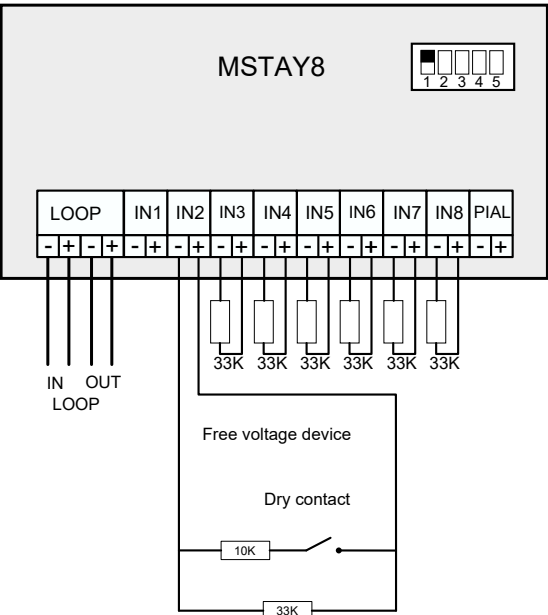 MSTAY8
1 2 3 4 5
LOOP IN1 IN2 IN3 IN4 IN5 IN6 IN7 IN8 PIAL
- + - + - + - + - + - + - + - + - + - + - +
33K 33K 33K 33K 33K 33K
IN OUT
LOOP
Free voltage device
Dry contact
10K
33K